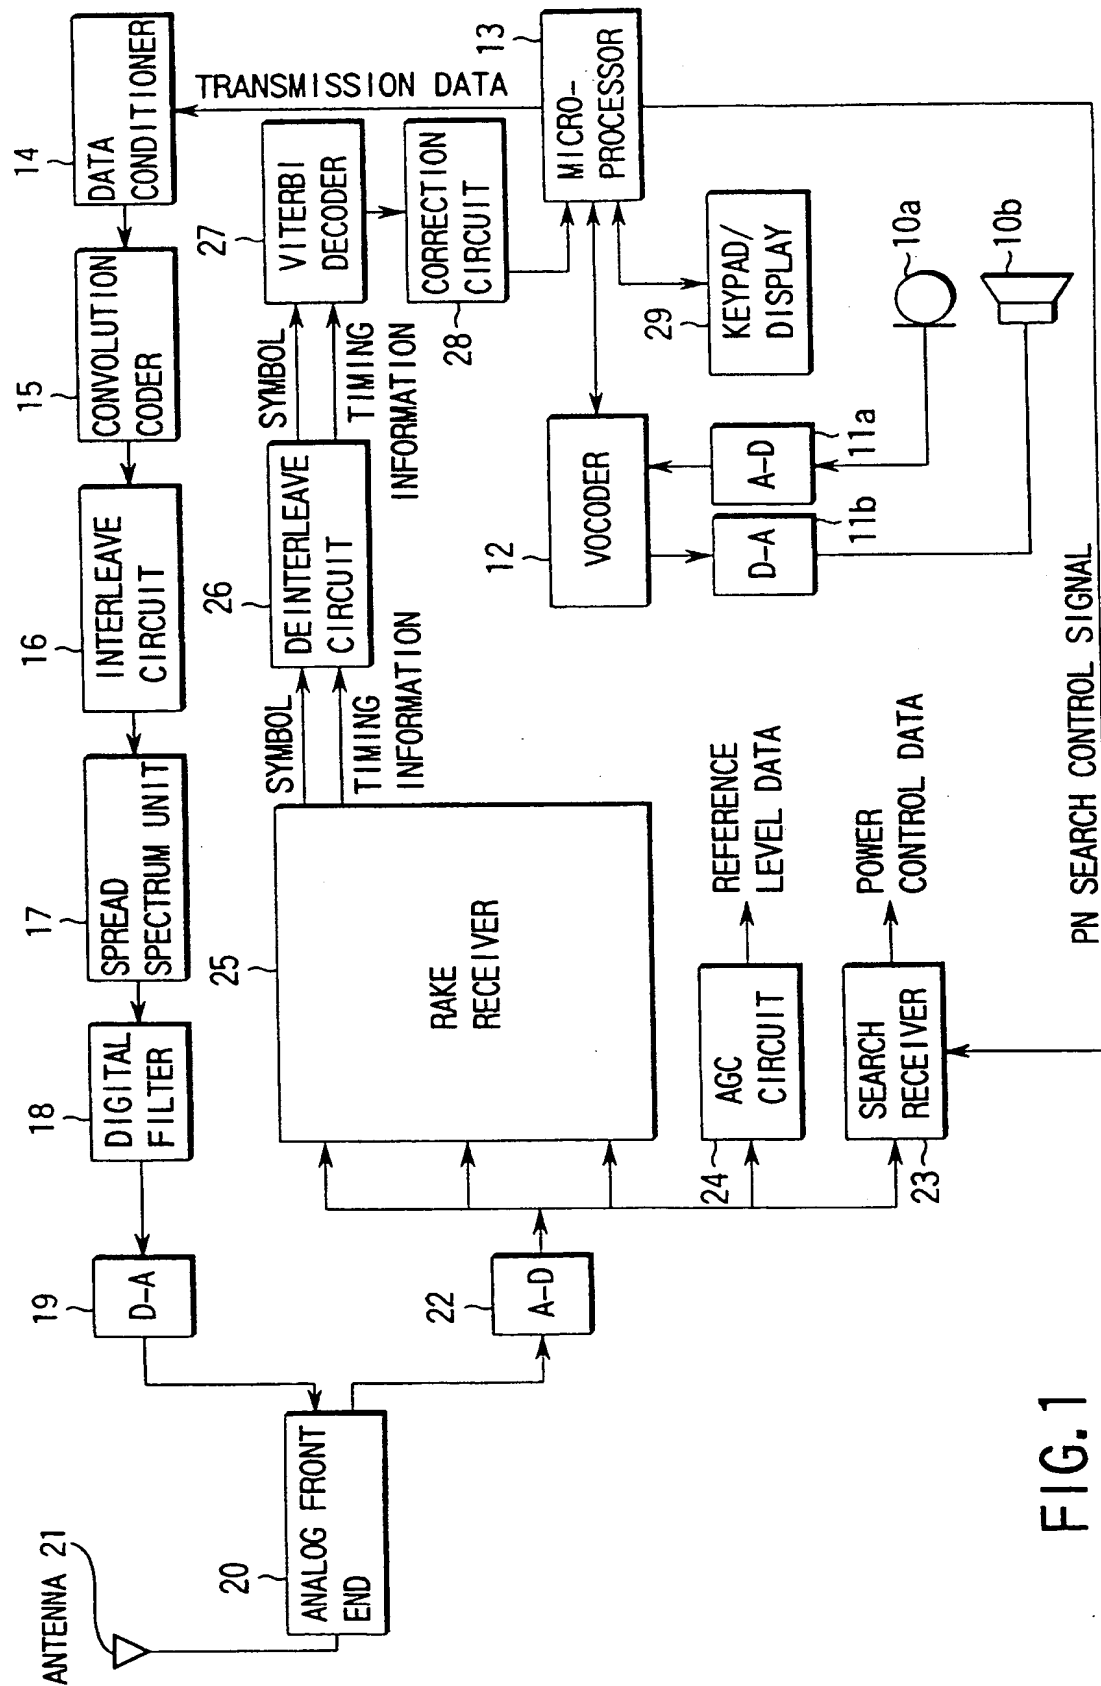 ANTENNA 21
20
ANALOG FRONT
END
19
D-A
18
DIGITAL
FILTER
17
SPREAD
SPECTRUM UNIT
16
INTERLEAVE
CIRCUIT
15
CONVOLUTION
CODER
14
DATA
CONDITIONER
TRANSMISSION DATA
22
A-D
25
RAKE
RECEIVER
SYMBOL
TIMING
INFORMATION
26
DEINTERLEAVE
CIRCUIT
SYMBOL
TIMING
INFORMATION
27
VITERBI
DECODER
CORRECTION
CIRCUIT
28
13
MICRO-
PROCESSOR
12
VOCODER
29
KEYPAD/
DISPLAY
A-D
11a
D-A
11b
10a
10b
24
AGC
CIRCUIT
REFERENCE
LEVEL DATA
23
SEARCH
RECEIVER
POWER
CONTROL DATA
PN SEARCH CONTROL SIGNAL
FIG.1